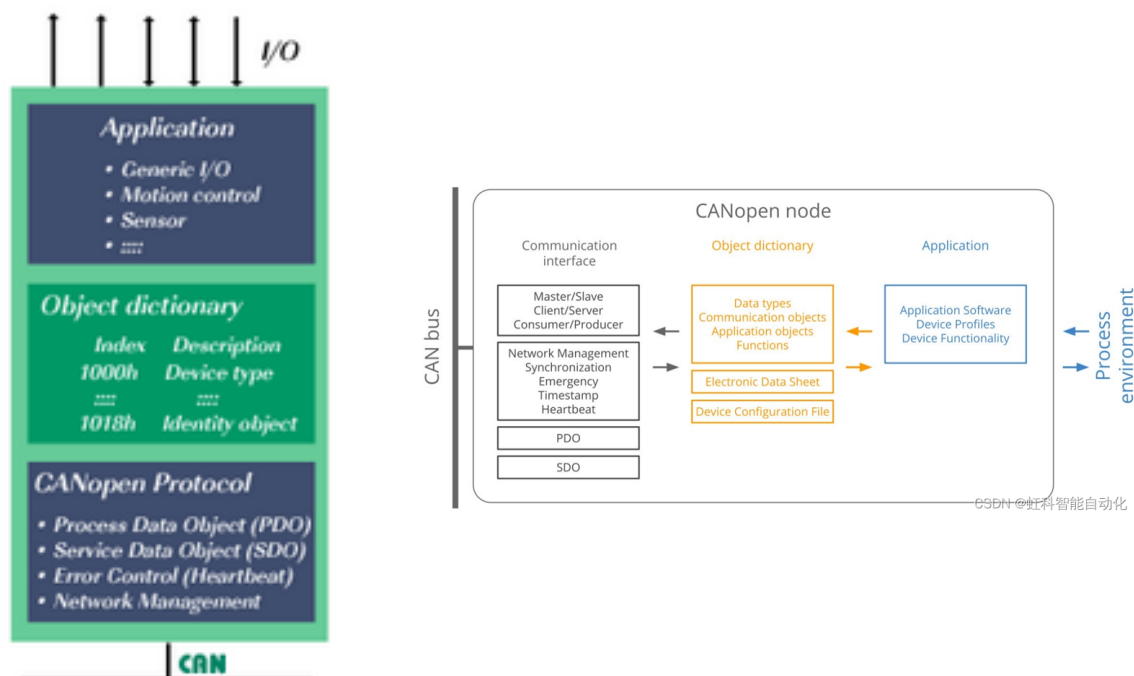 I/O
Application
• Generic I/O
• Motion control
• Sensor
• ::::
Object dictionary
Index Description
1000h Device type
:::: ::::
1018h Identity object
CANopen Protocol
• Process Data Object (PDO)
• Service Data Object (SDO)
• Error Control (Heartbeat)
• Network Management
CAN
CANopen node
CAN bus
Communication
interface
Master/Slave
Client/Server
Consumer/Producer
Network Management
Synchronization
Emergency
Timestamp
Heartbeat
PDO
SDO
Object dictionary
Data types
Communication objects
Application objects
Functions
Electronic Data Sheet
Device Configuration File
Application
Application Software
Device Profiles
Device Functionality
Process
environment
CSDN @虹科智能自动化